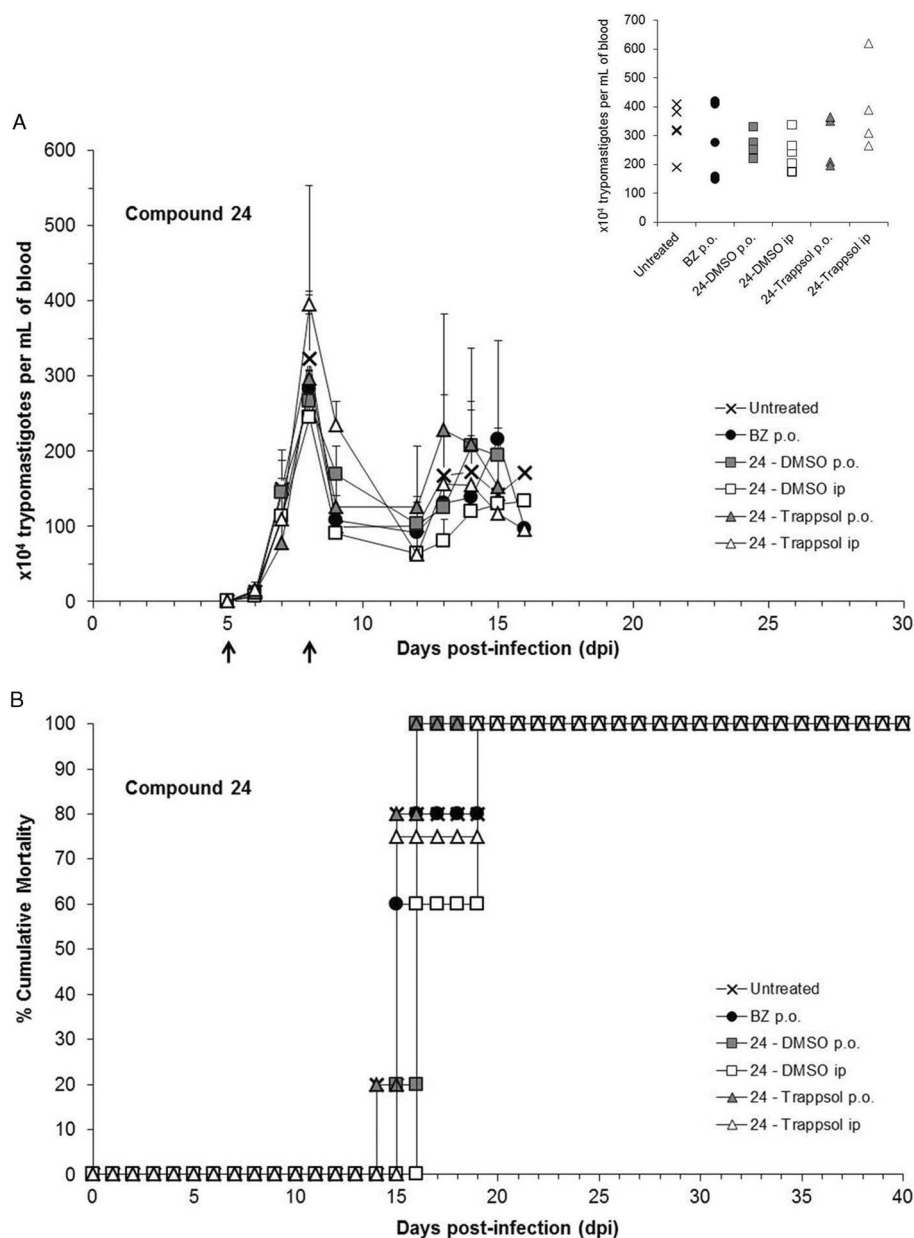 A
x10⁴ trypomastigotes per mL of blood
700
600
500
400
300
200
100
0
Untreated
BZ p.o.
24-DMSO p.o.
24-DMSO ip
24-Trappsol p.o.
24-Trappsol ip
Compound 24
x10⁴ trypomastigotes per mL of blood
600
500
400
300
200
100
0
Untreated
BZ p.o.
24 - DMSO p.o.
24 - DMSO ip
24 - Trappsol p.o.
24 - Trappsol ip
0 5 10 15 20 25 30
Days post-infection (dpi)
B
Compound 24
% Cumulative Mortality
100
90
80
70
60
50
40
30
20
10
0
Untreated
BZ p.o.
24 - DMSO p.o.
24 - DMSO ip
24 - Trappsol p.o.
24 - Trappsol ip
0 5 10 15 20 25 30 35 40
Days post-infection (dpi)